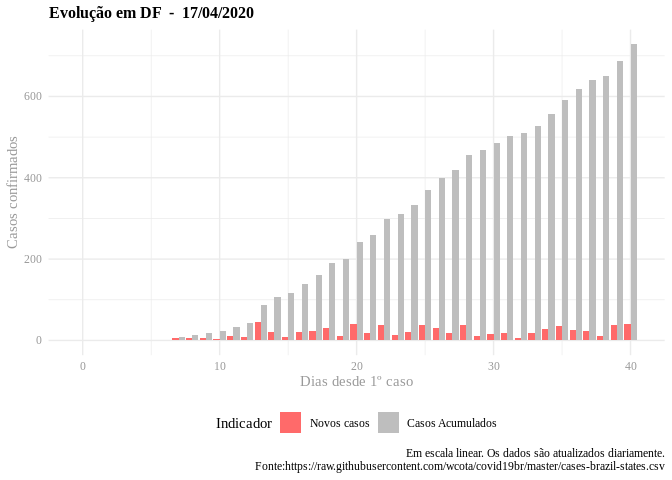 Evolução em DF  -  17/04/2020
Casos confirmados
600
400
200
0
0 10 20 30 40
Dias desde 1º caso
Indicador Novos casos Casos Acumulados
Em escala linear. Os dados são atualizados diariamente.
Fonte:https://raw.githubusercontent.com/wcota/covid19br/master/cases-brazil-states.csv